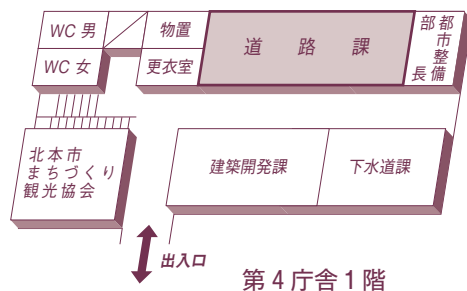 WC 男
物置
道路課
都市整備部長
WC 女
更衣室
北本市
まちづくり
観光協会
建築開発課
下水道課
出入口
第4庁舎1階